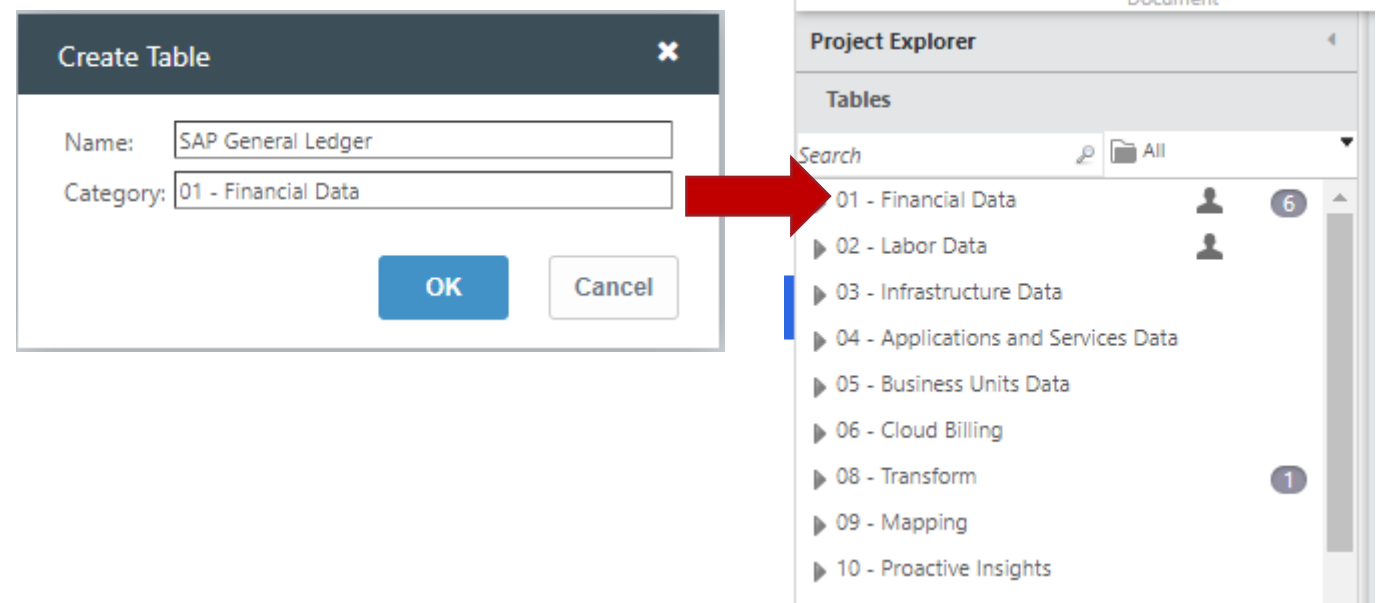 Document
Create Table
Name: SAP General Ledger
Category: 01 - Financial Data
OK Cancel
Project Explorer
Tables
Search All
01 - Financial Data 6
02 - Labor Data
03 - Infrastructure Data
04 - Applications and Services Data
05 - Business Units Data
06 - Cloud Billing
08 - Transform 1
09 - Mapping
10 - Proactive Insights